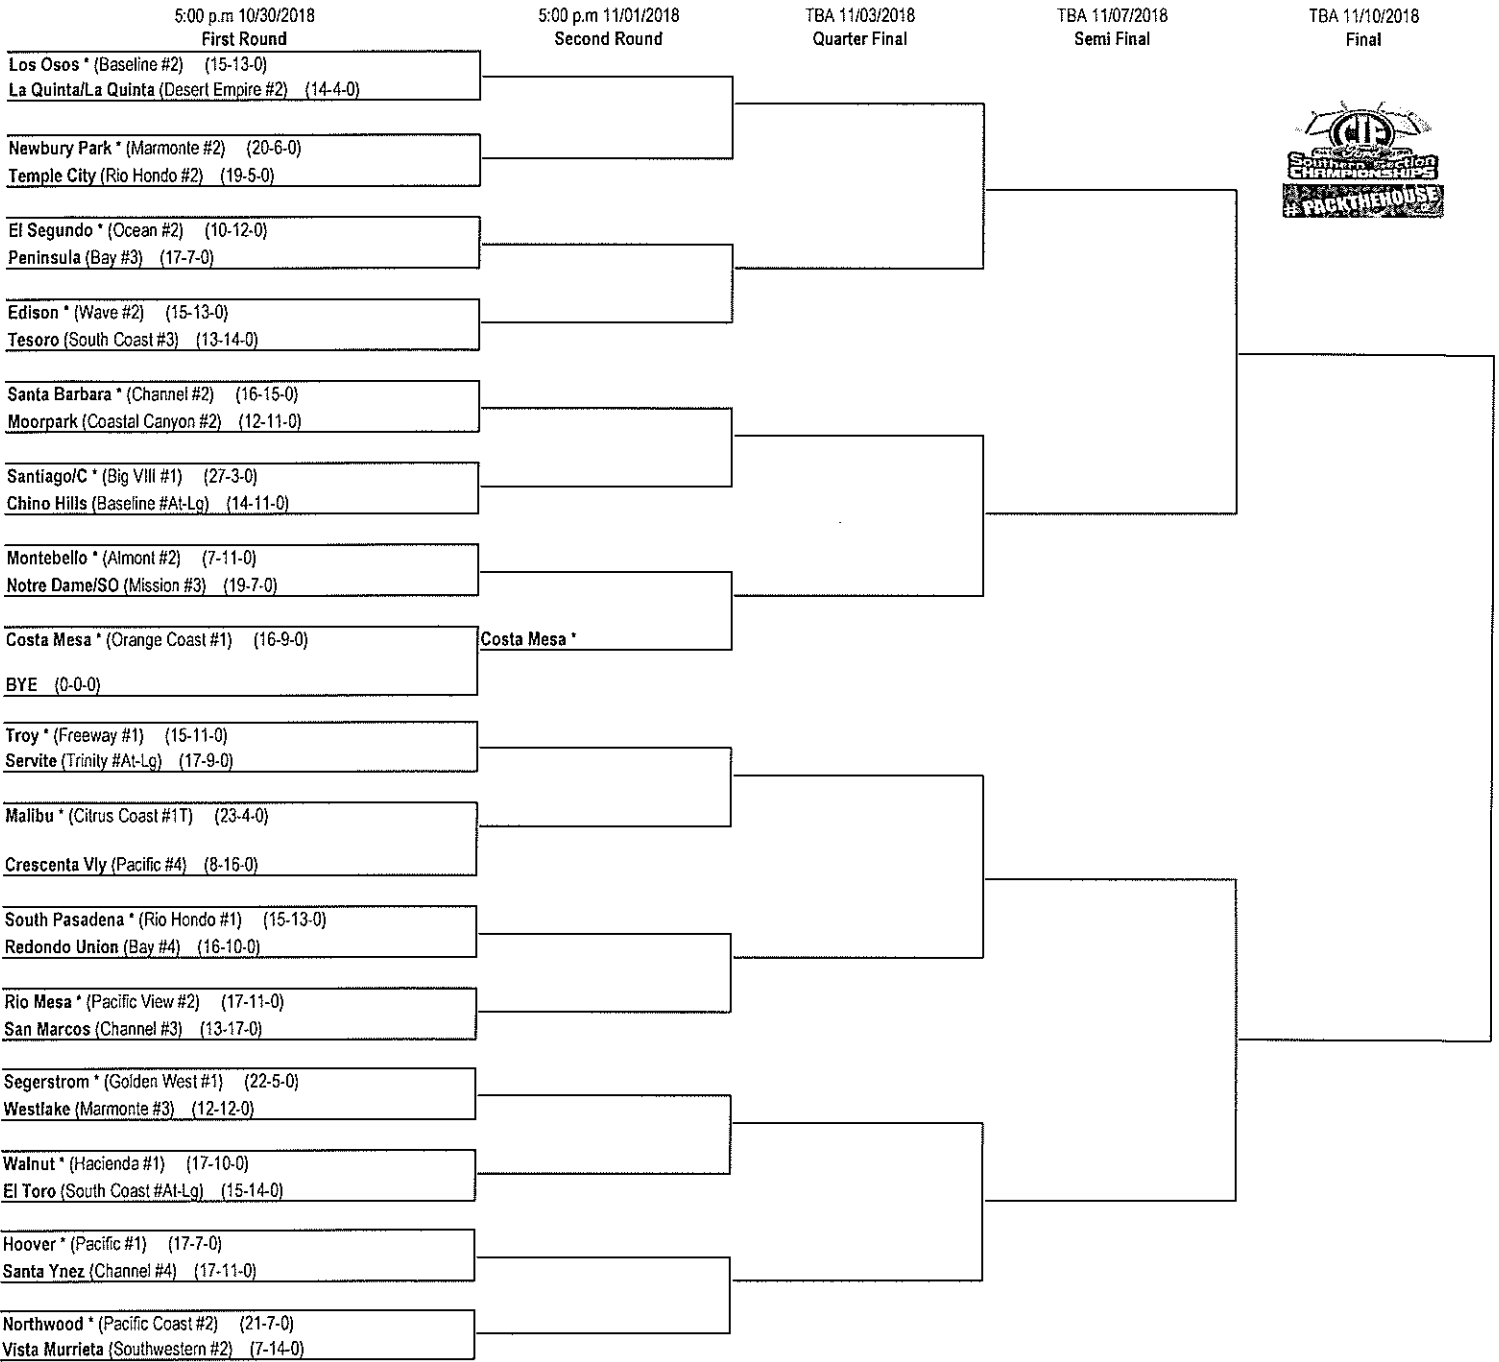 5:00 p.m 10/30/2018
First Round
5:00 p.m 11/01/2018
Second Round
TBA 11/03/2018
Quarter Final
TBA 11/07/2018
Semi Final
TBA 11/10/2018
Final
Los Osos * (Baseline #2) (15-13-0)
La Quinta/La Quinta (Desert Empire #2) (14-4-0)
Newbury Park * (Marmonte #2) (20-6-0)
Temple City (Rio Hondo #2) (19-5-0)
El Segundo * (Ocean #2) (10-12-0)
Peninsula (Bay #3) (17-7-0)
Edison * (Wave #2) (15-13-0)
Tesoro (South Coast #3) (13-14-0)
Santa Barbara * (Channel #2) (16-15-0)
Moorpark (Coastal Canyon #2) (12-11-0)
Santiago/C * (Big VIII #1) (27-3-0)
Chino Hills (Baseline #At-Lg) (14-11-0)
Montebello * (Almont #2) (7-11-0)
Notre Dame/SO (Mission #3) (19-7-0)
Costa Mesa * (Orange Coast #1) (16-9-0)
BYE (0-0-0)
Costa Mesa *
Troy * (Freeway #1) (15-11-0)
Servite (Trinity #At-Lg) (17-9-0)
Malibu * (Citrus Coast #1T) (23-4-0)
Crescenta Vly (Pacific #4) (8-16-0)
South Pasadena * (Rio Hondo #1) (15-13-0)
Redondo Union (Bay #4) (16-10-0)
Rio Mesa * (Pacific View #2) (17-11-0)
San Marcos (Channel #3) (13-17-0)
Segerstrom * (Golden West #1) (22-5-0)
Westlake (Marmonte #3) (12-12-0)
Walnut * (Hacienda #1) (17-10-0)
El Toro (South Coast #At-Lg) (15-14-0)
Hoover * (Pacific #1) (17-7-0)
Santa Ynez (Channel #4) (17-11-0)
Northwood * (Pacific Coast #2) (21-7-0)
Vista Murrieta (Southwestern #2) (7-14-0)
CIF
Southern Section
CHAMPIONSHIPS
# PACKTHEHOUSE